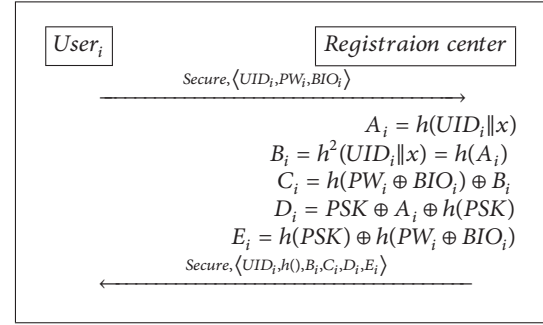 User_i Registraion center
Secure, ⟨UID_i,PW_i,BIO_i⟩
A_i = h(UID_i‖x)
B_i = h²(UID_i‖x) = h(A_i)
C_i = h(PW_i ⊕ BIO_i) ⊕ B_i
D_i = PSK ⊕ A_i ⊕ h(PSK)
E_i = h(PSK) ⊕ h(PW_i ⊕ BIO_i)
Secure, ⟨UID_i,h(),B_i,C_i,D_i,E_i⟩